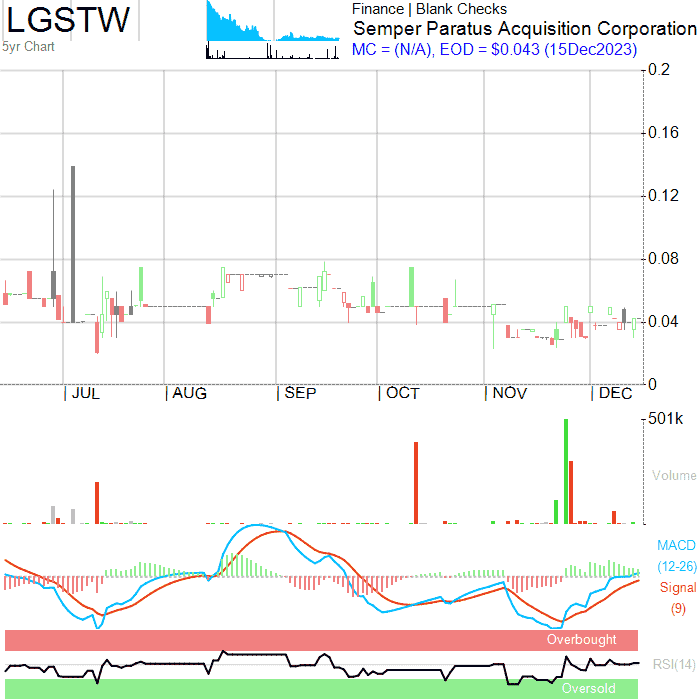 LGSTW
5yr Chart
Finance | Blank Checks
Semper Paratus Acquisition Corporation
MC = (N/A), EOD = $0.043 (15Dec2023)
0.2
0.16
0.12
0.08
0.04
0
JUL AUG SEP OCT NOV DEC
501k
Volume
MACD
(12-26)
Signal
(9)
Overbought
RSI(14)
Oversold